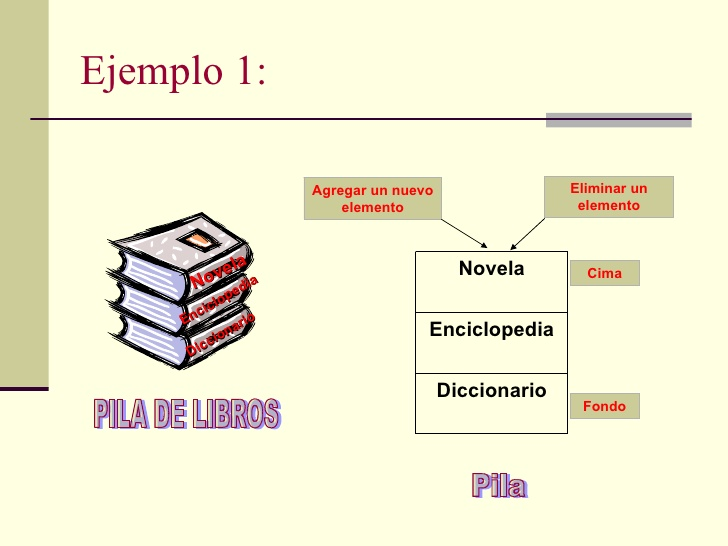 Ejemplo 1:
Agregar un nuevo
elemento
Eliminar un
elemento
Novela
Enciclopedia
Diccionario
PILA DE LIBROS
Novela
Cima
Enciclopedia
Diccionario
Fondo
Pila